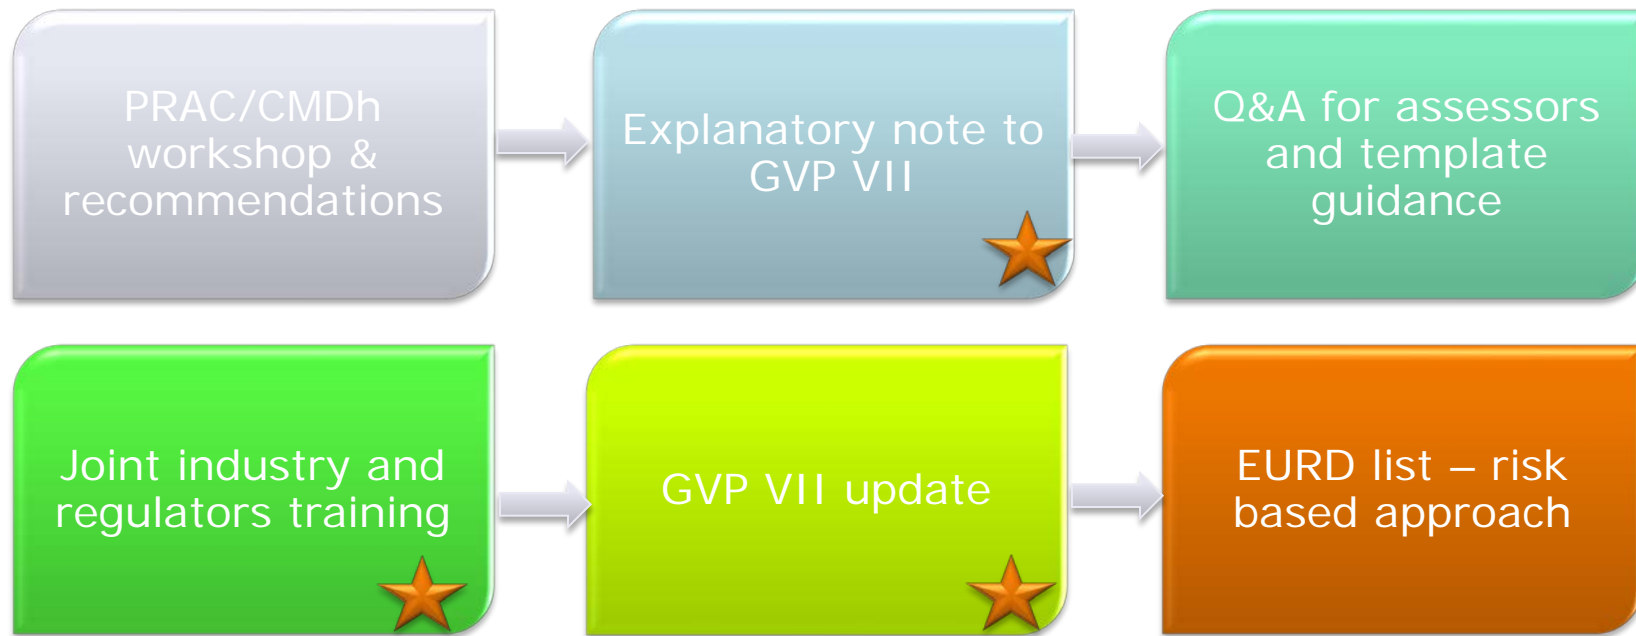 PRAC/CMDh
workshop &
recommendations
Explanatory note to
GVP VII
Q&A for assessors
and template
guidance
Joint industry and
regulators training
GVP VII update
EURD list – risk
based approach